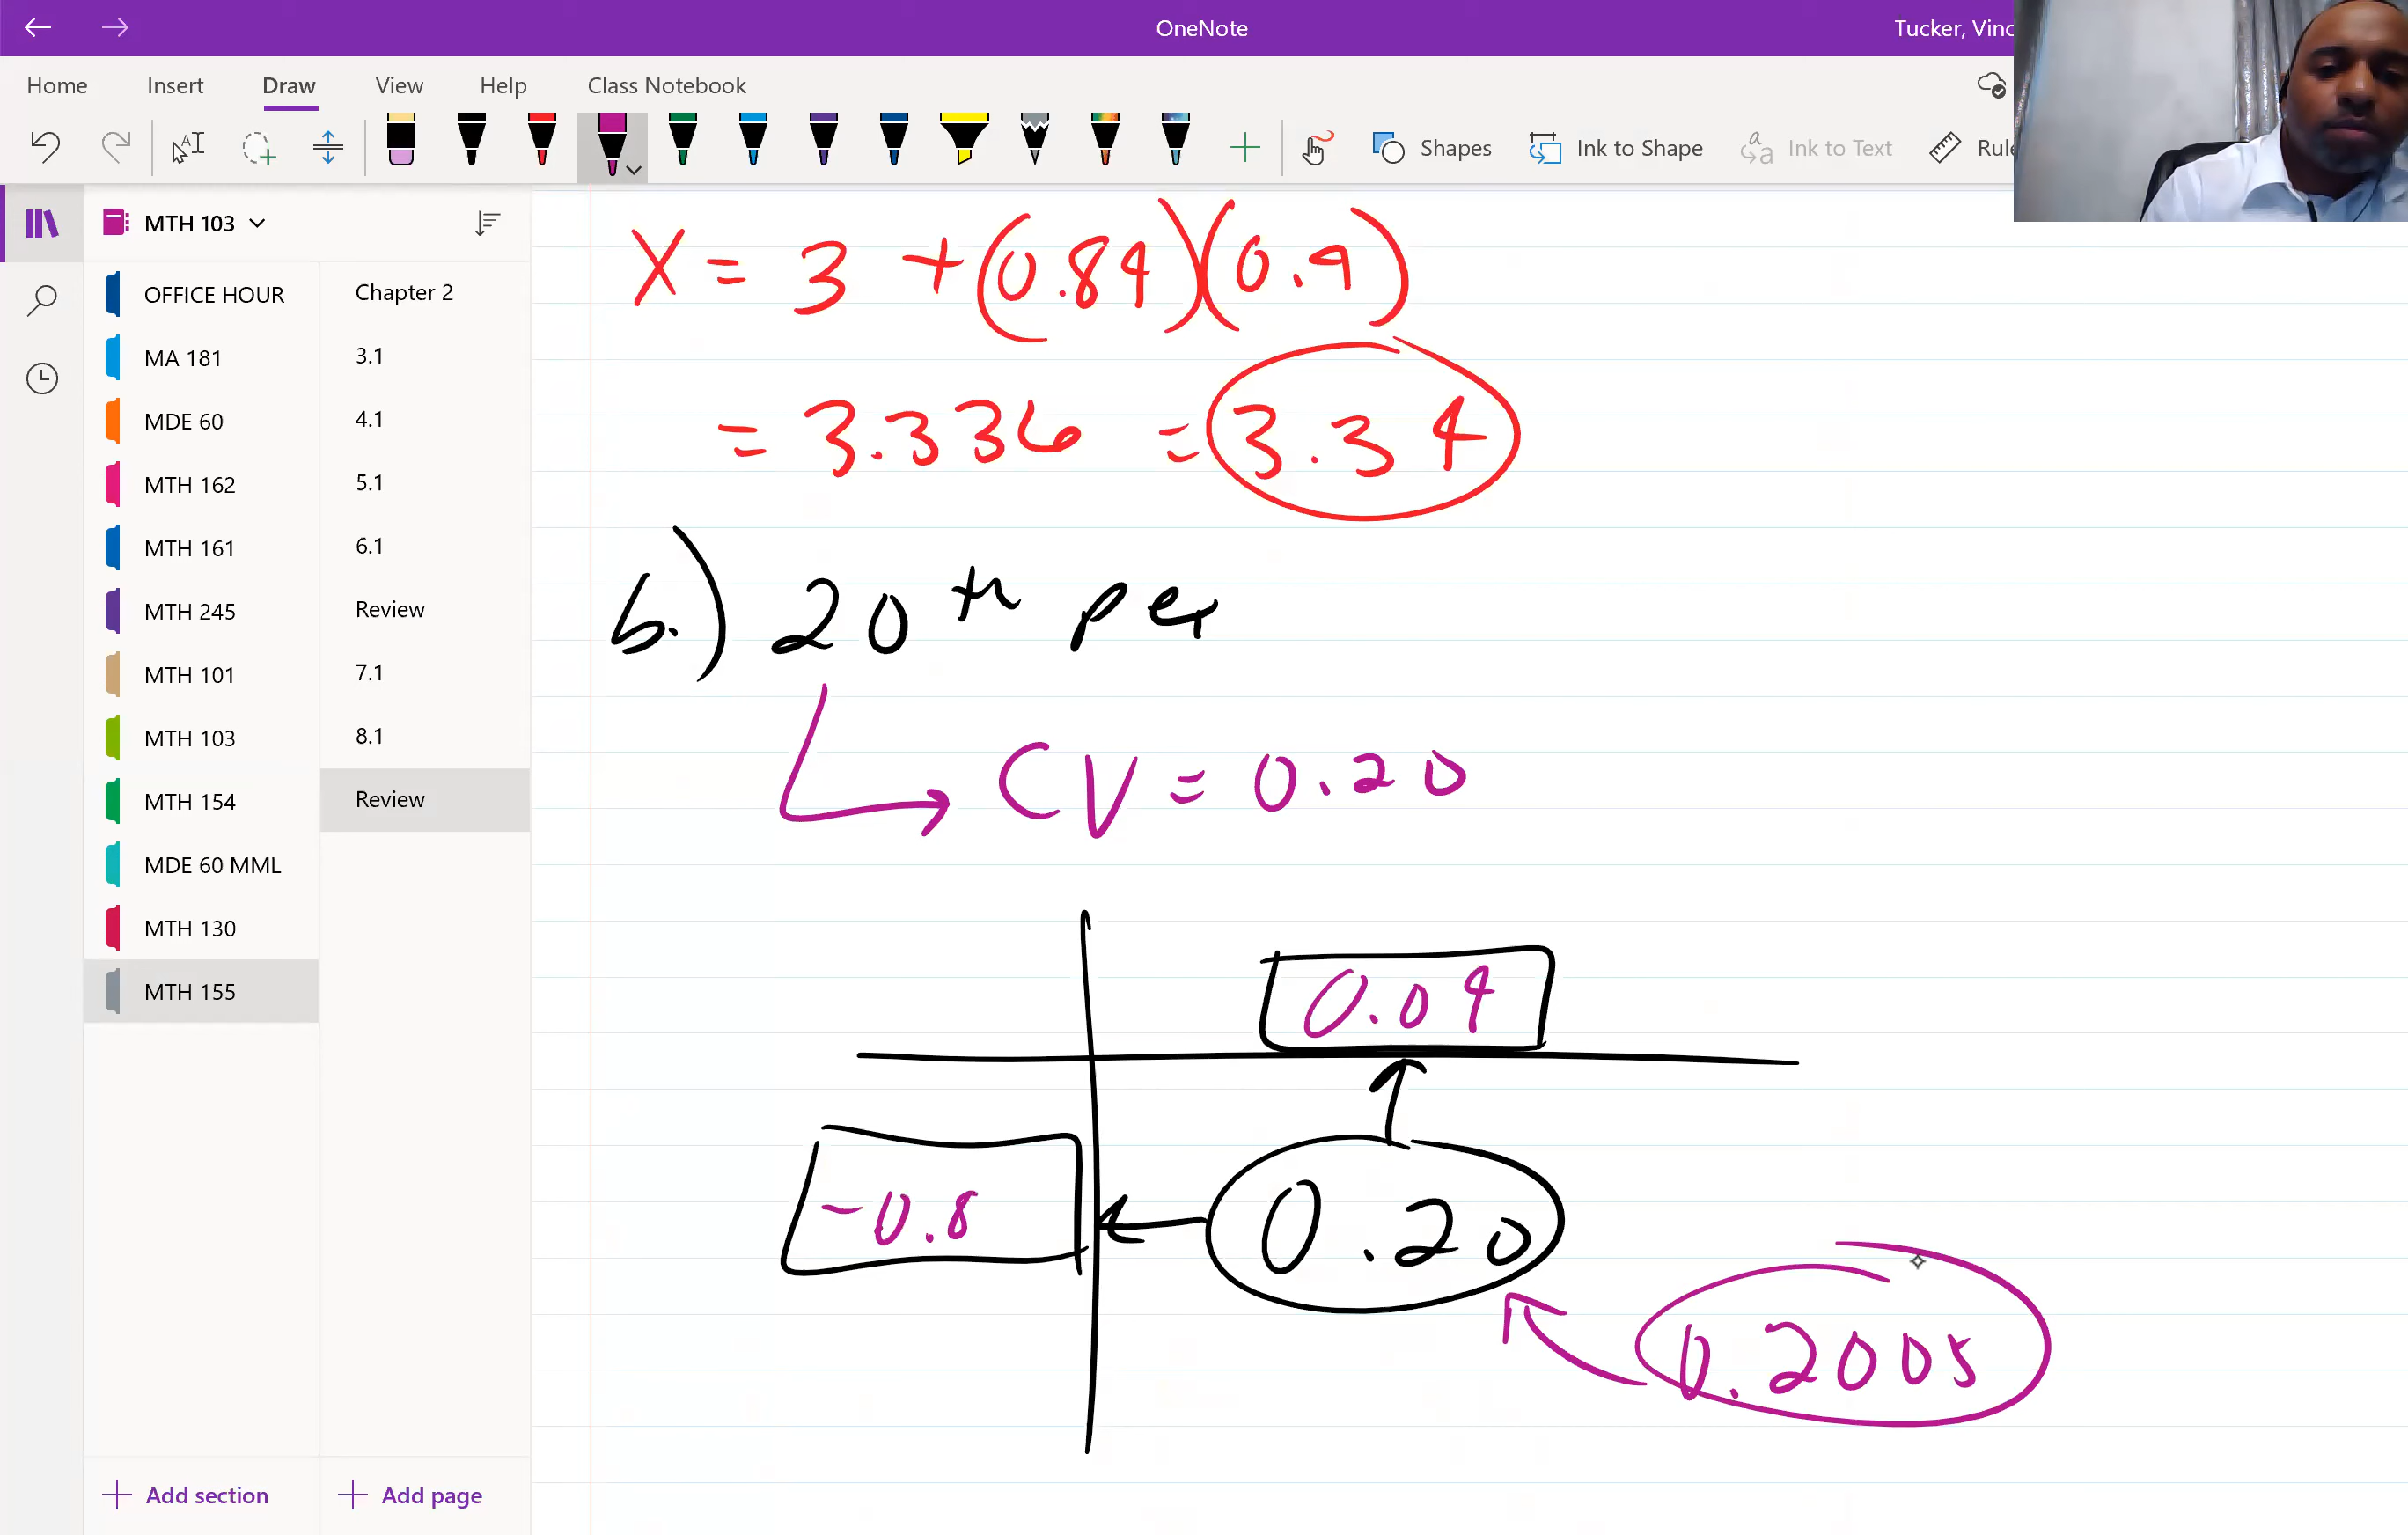 OneNote
Tucker, Vinc
Home Insert Draw View Help Class Notebook
Shapes Ink to Shape Ink to Text Rule
MTH 103
OFFICE HOUR
MA 181
MDE 60
MTH 162
MTH 161
MTH 245
MTH 101
MTH 103
MTH 154
MDE 60 MML
MTH 130
MTH 155
Add section
Chapter 2
3.1
4.1
5.1
6.1
Review
7.1
8.1
Review
Add page
X = 3 + (0.84)(0.4)
= 3.336 = 3.34
b.) 20th per
CV = 0.20
0.04
-0.8 0.20
0.2005